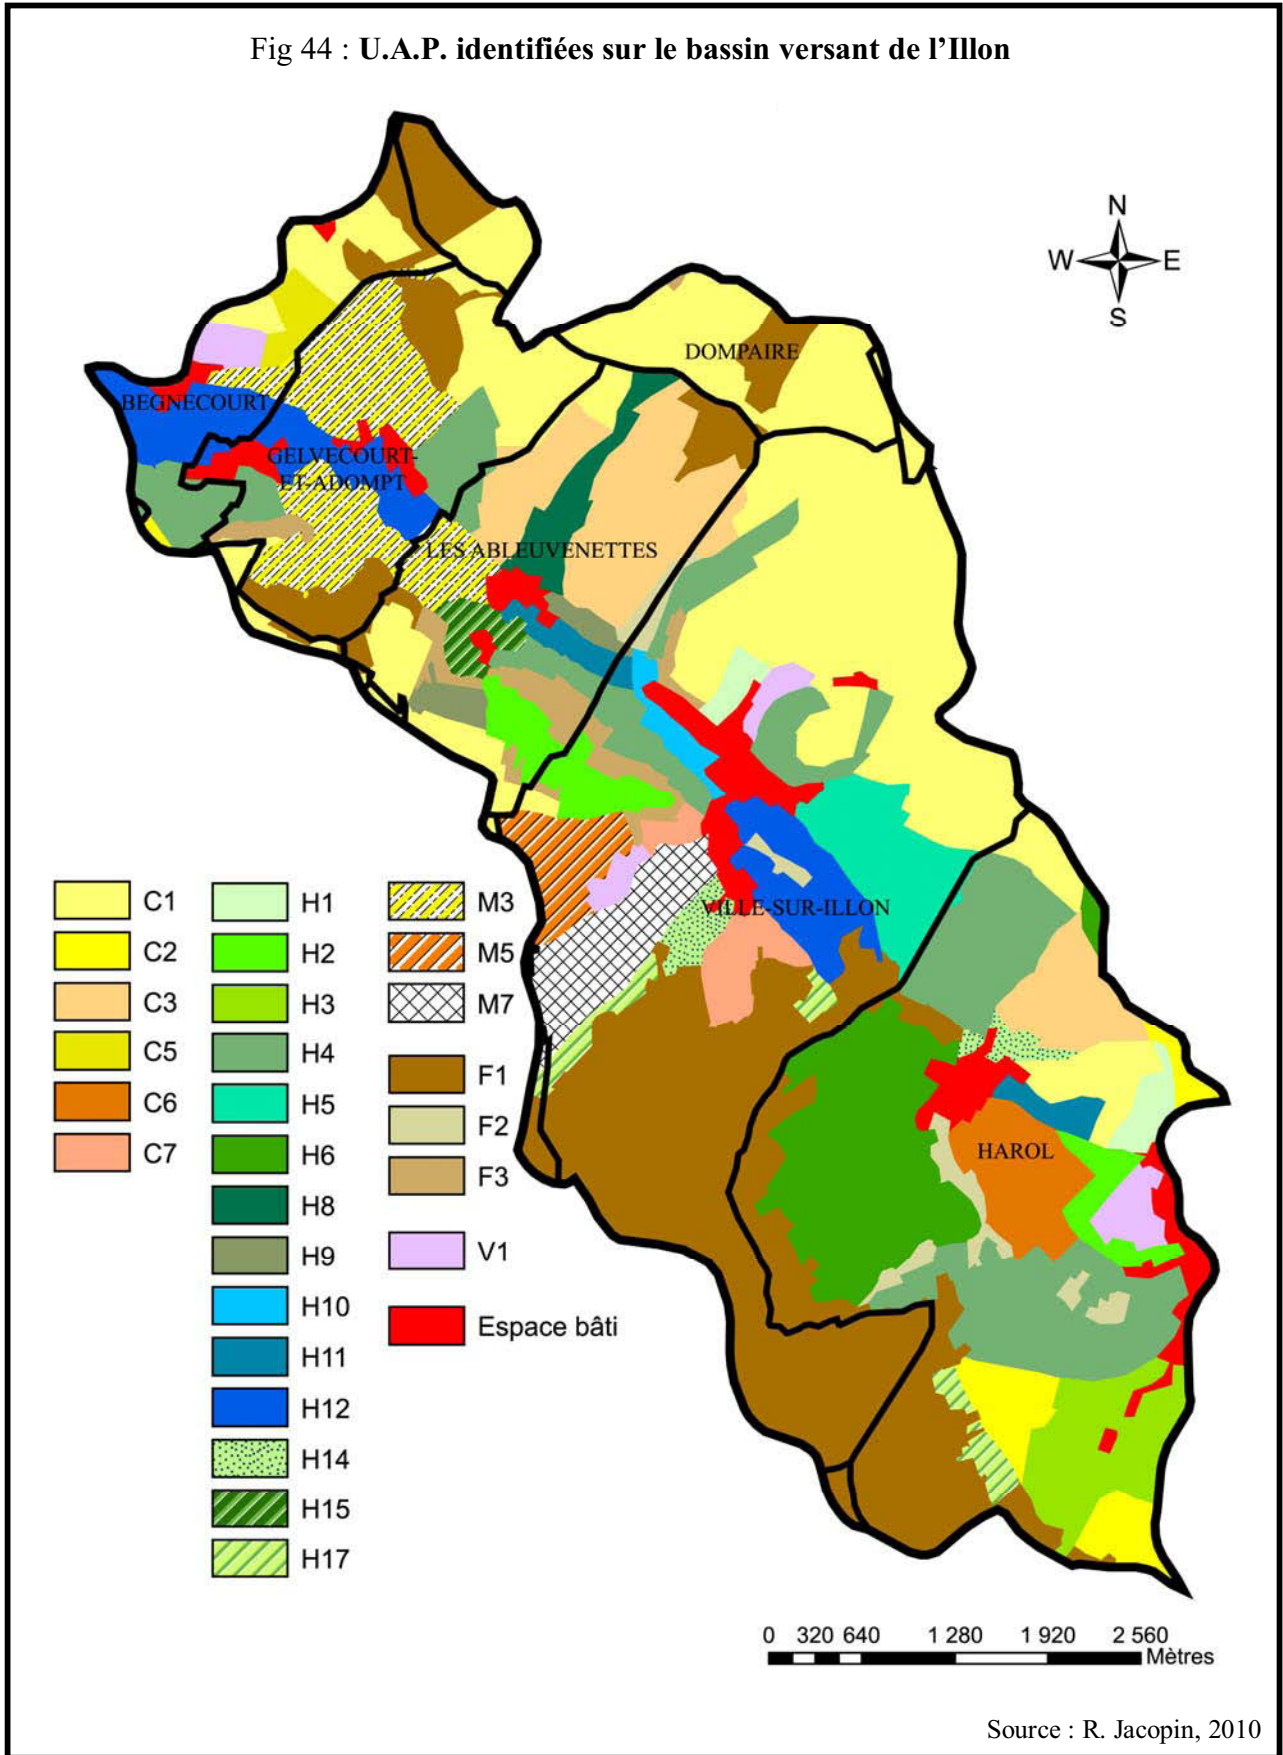 Fig 44 : U.A.P. identifiées sur le bassin versant de l'Illon
N
W E
S
DOMPAIRE
BEGNECOURT
GELVECOURT-
ET-ADOMPT
LES ABLEUVENETTES
VILLE-SUR-ILLON
HAROL
C1
C2
C3
C5
C6
C7
H1
H2
H3
H4
H5
H6
H8
H9
H10
H11
H12
H14
H15
H17
M3
M5
M7
F1
F2
F3
V1
Espace bâti
0 320 640 1 280 1 920 2 560
Mètres
Source : R. Jacopin, 2010